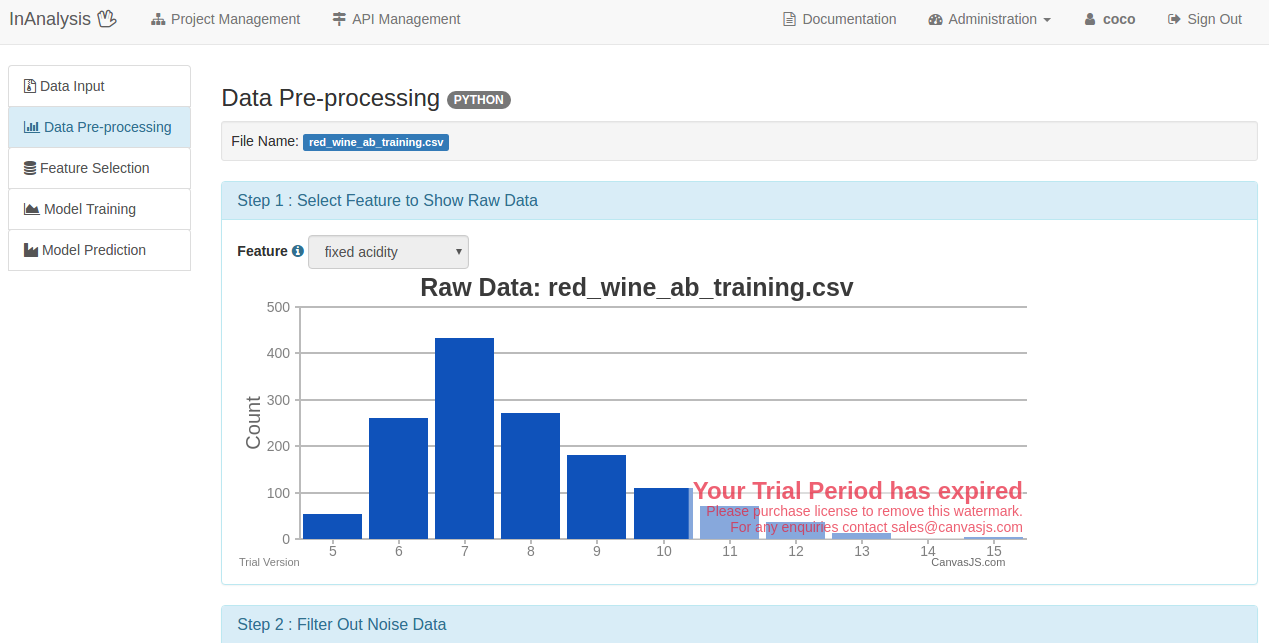 InAnalysis Project Management API Management Documentation Administration coco Sign Out
Data Input
Data Pre-processing
Feature Selection
Model Training
Model Prediction
Data Pre-processing PYTHON
File Name: red_wine_ab_training.csv
Step 1 : Select Feature to Show Raw Data
Feature fixed acidity
Raw Data: red_wine_ab_training.csv
500
400
300
200
100
0
Count
Your Trial Period has expired
Please purchase license to remove this watermark.
For any enquiries contact sales@canvasjs.com
5 6 7 8 9 10 11 12 13 14 15
Trial Version CanvasJS.com
Step 2 : Filter Out Noise Data